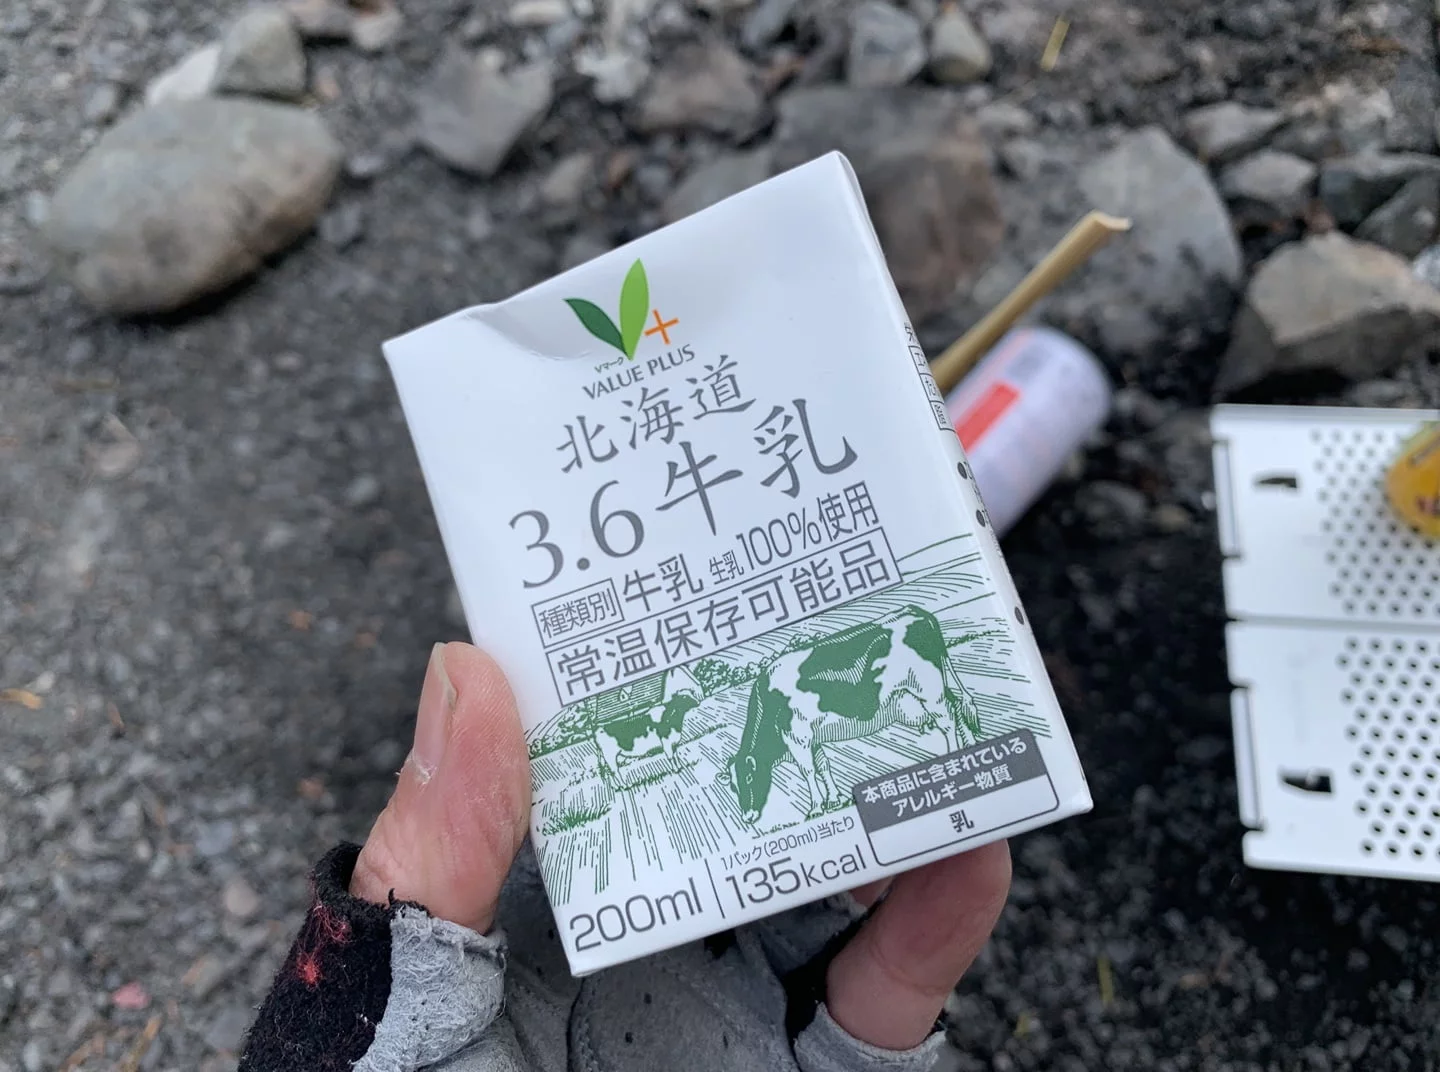 Vマーク
VALUE PLUS
北海道
3.6牛乳
種類別 牛乳 生乳100%使用
常温保存可能品
本商品に含まれている
アレルギー物質
乳
1パック(200ml)当たり
200ml 135kcal